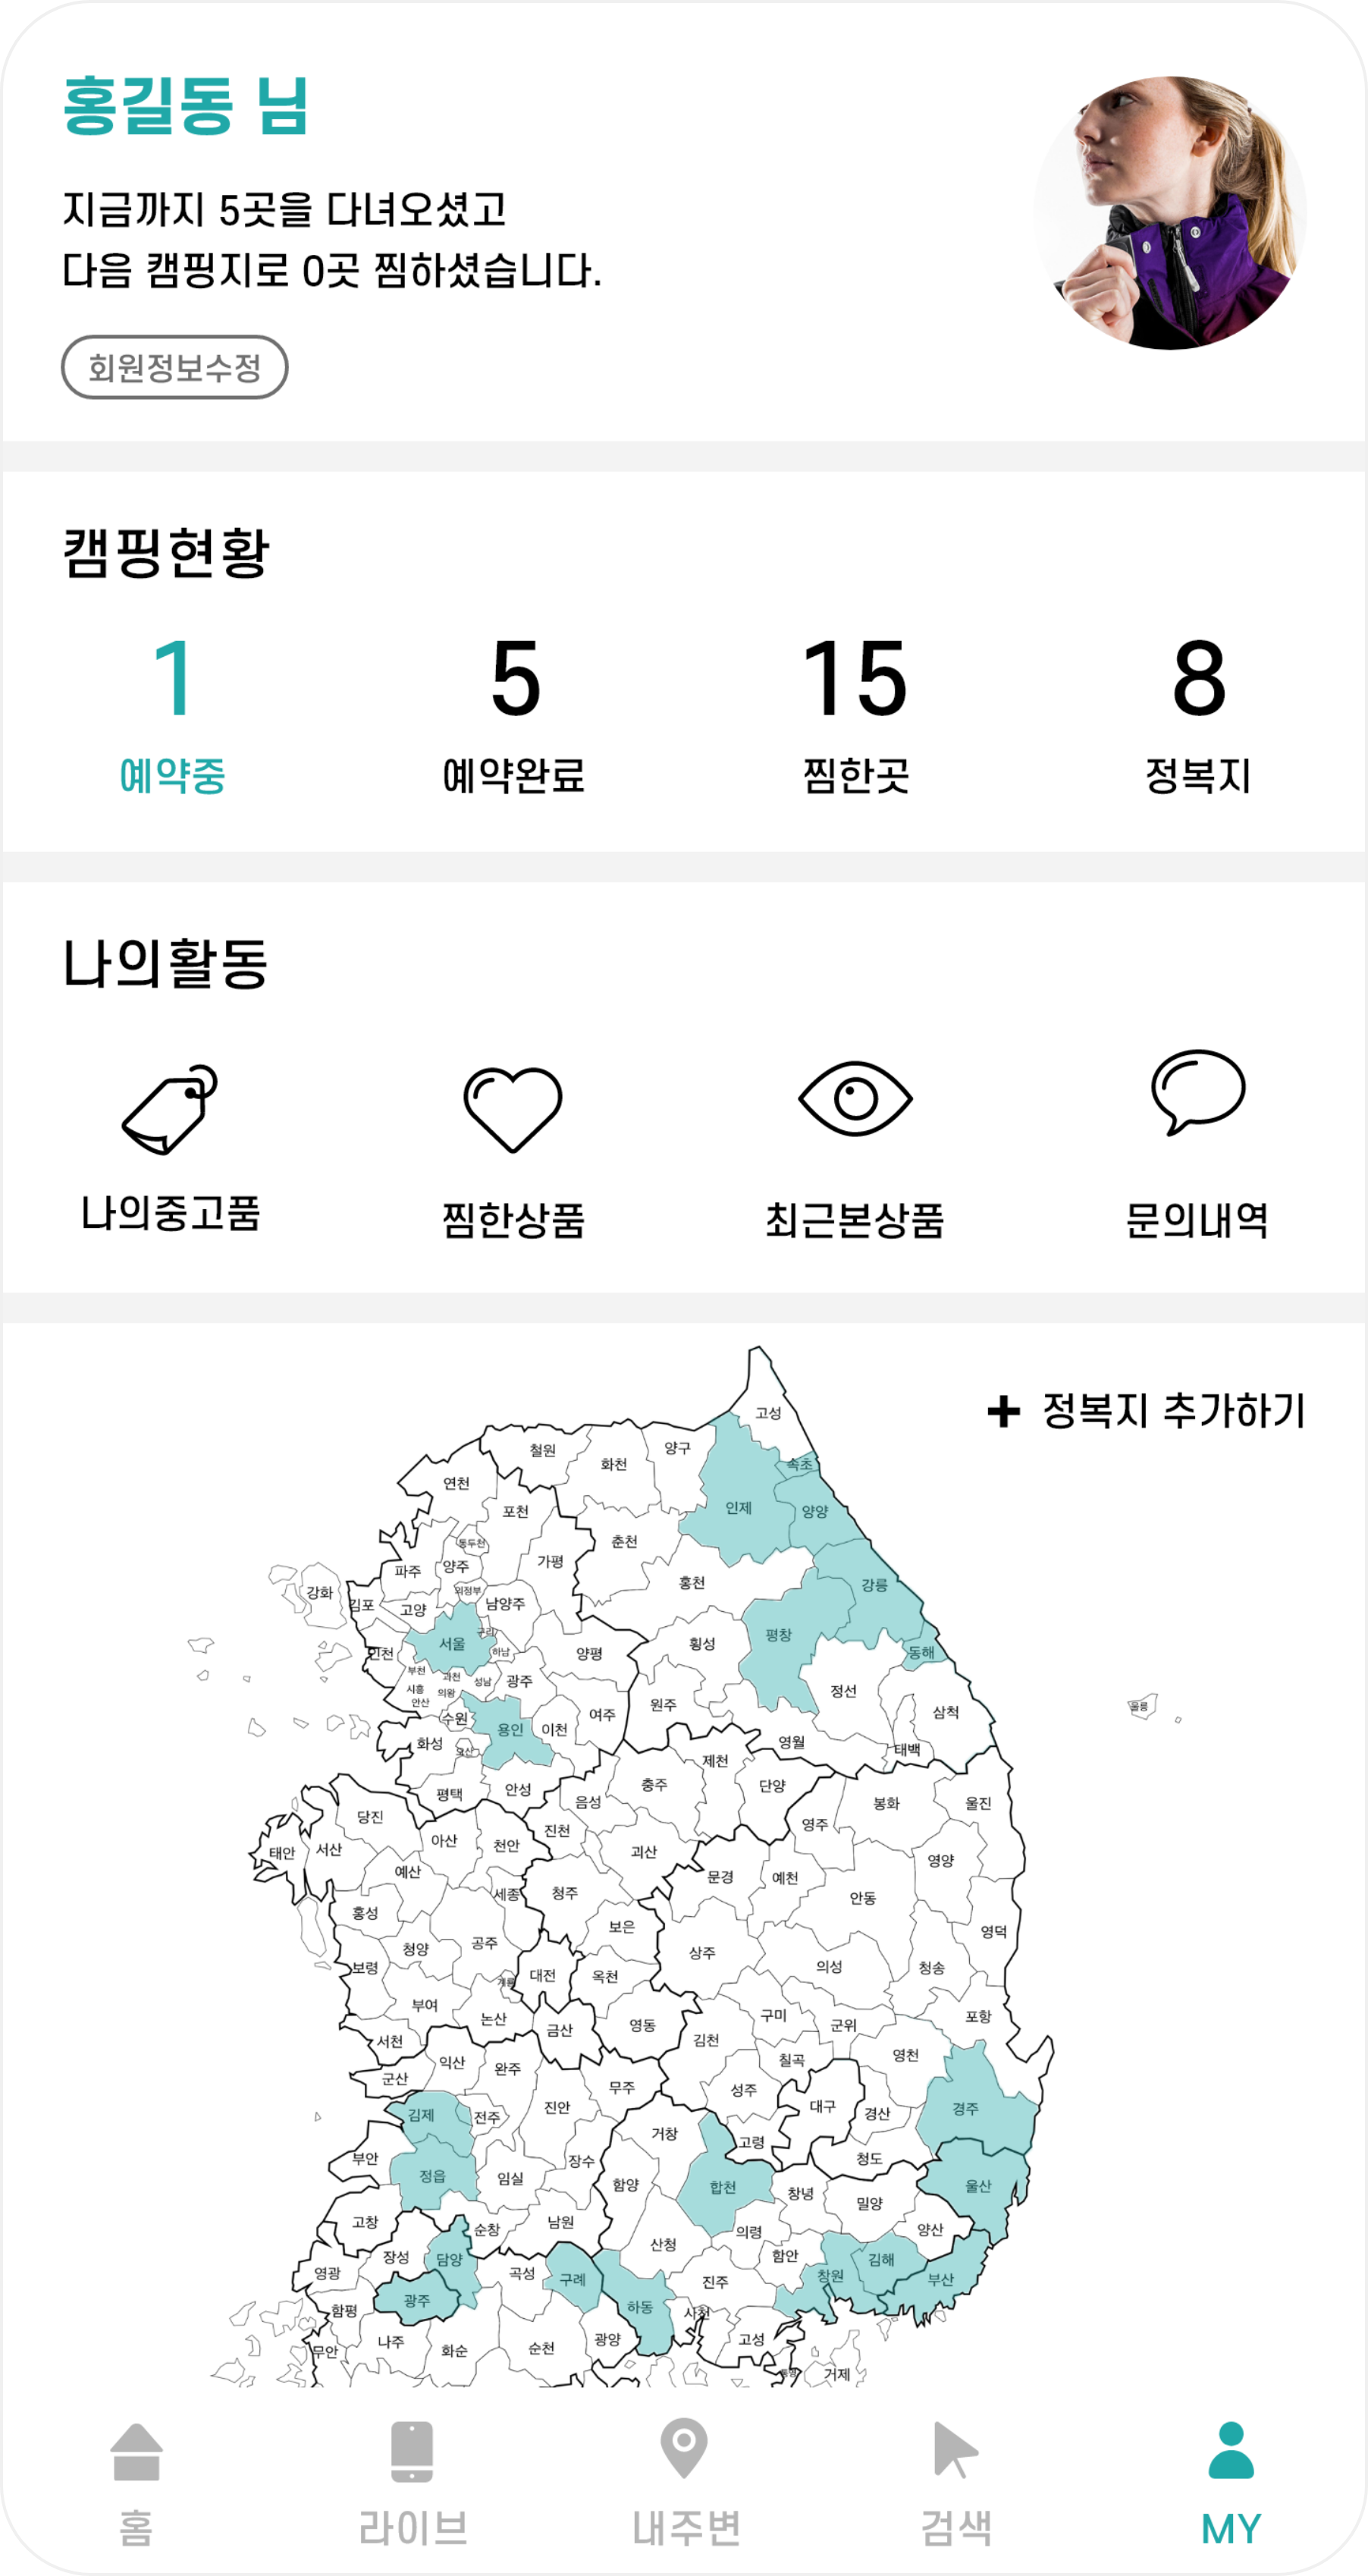 홍길동 님
지금까지 5곳을 다녀오셨고
다음 캠핑지로 0곳 찜하셨습니다.
회원정보수정
캠핑현황
1 5 15 8
예약중 예약완료 찜한곳 정복지
나의활동
나의중고품 찜한상품 최근본상품 문의내역
+ 정복지 추가하기
고성
철원 화천 양구 속초
연천 포천 인제 양양
동두천 춘천
파주 양주 가평 홍천 강릉
강화 김포 고양 의정부 남양주
서울 구리 횡성 평창 동해
인천 하남 양평
부천 과천 성남 광주 정선
시흥 의왕
안산 수원 용인 이천 여주 원주 삼척 울릉
화성 오산 영월 태백
평택 안성 음성 충주 제천 단양 봉화 울진
당진 아산 천안 진천 영주
태안 서산 예산 괴산 문경 예천 영양
세종 청주 안동
홍성 청양 공주 보은 상주 영덕
보령 계룡 대전 옥천 의성 청송
부여 논산 금산 영동 구미 군위 포항
서천 익산 완주 김천 칠곡 영천
군산 무주 성주 대구 경산 경주
김제 전주 진안 거창 고령
부안 정읍 임실 장수 함양 합천 창녕 청도 울산
고창 순창 남원 산청 의령 밀양 양산
영광 장성 담양 곡성 구례 진주 함안 창원 김해 부산
함평 광주 하동 사천
무안 나주 화순 순천 광양 고성 통영 거제
홈 라이브 내주변 검색 MY